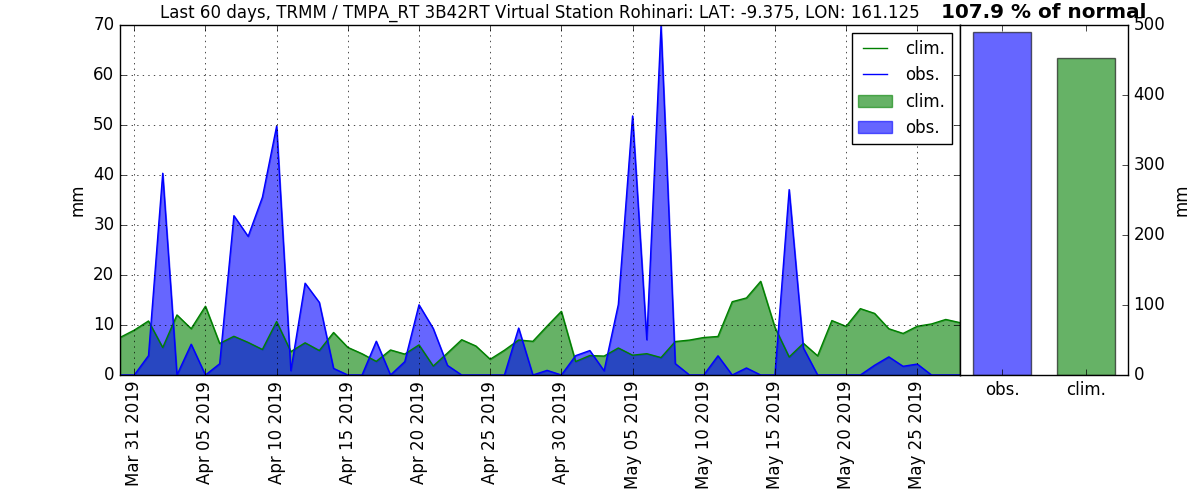 Last 60 days, TRMM / TMPA_RT 3B42RT Virtual Station Rohinari: LAT: -9.375, LON: 161.125
107.9 % of normal
70
60
50
40
30
20
10
0
mm
clim.
obs.
clim.
obs.
Mar 31 2019
Apr 05 2019
Apr 10 2019
Apr 15 2019
Apr 20 2019
Apr 25 2019
Apr 30 2019
May 05 2019
May 10 2019
May 15 2019
May 20 2019
May 25 2019
500
400
300
200
100
0
mm
obs.
clim.